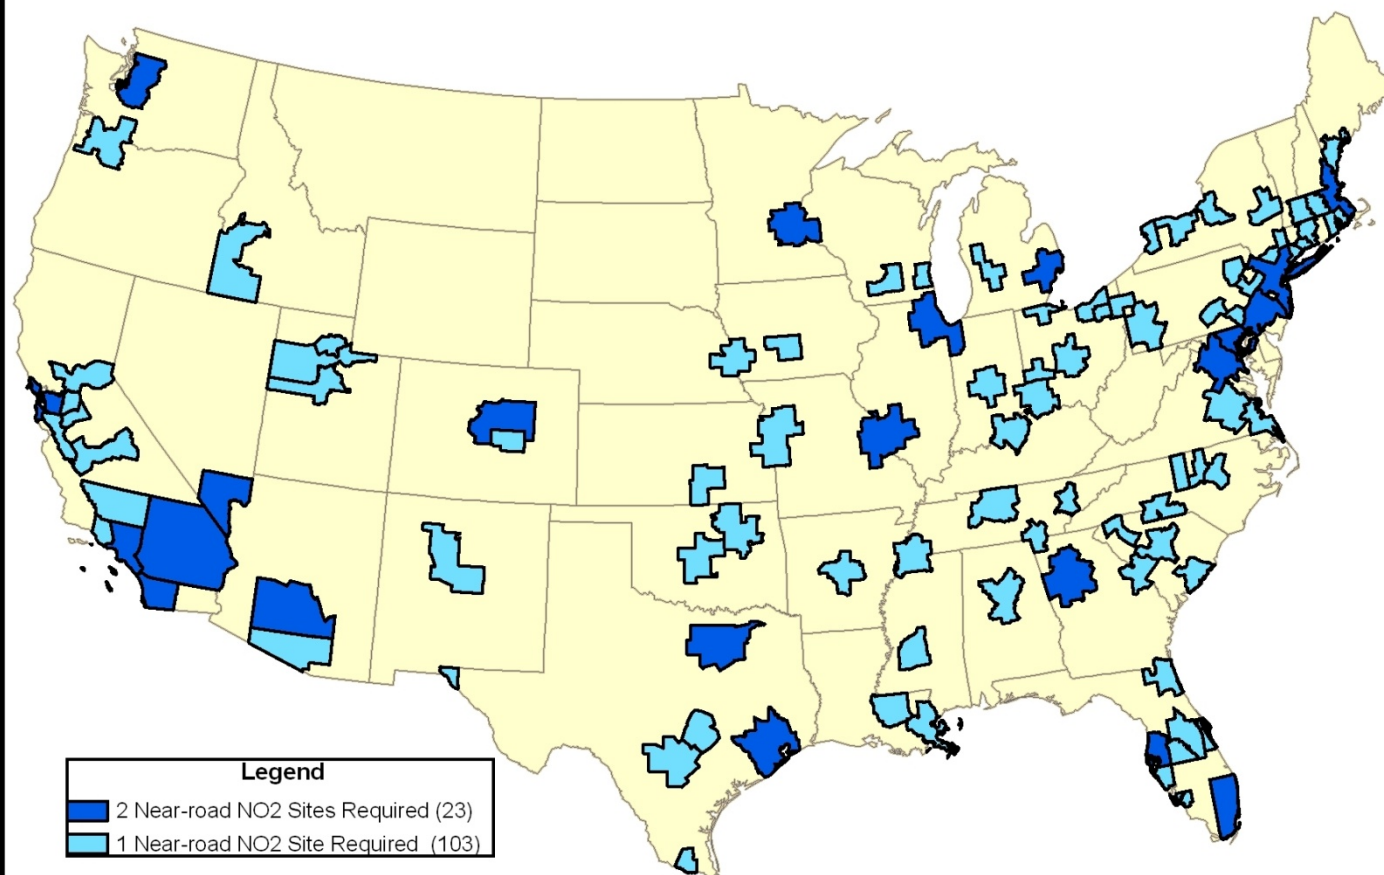 Legend
2 Near-road NO2 Sites Required (23)
1 Near-road NO2 Site Required (103)